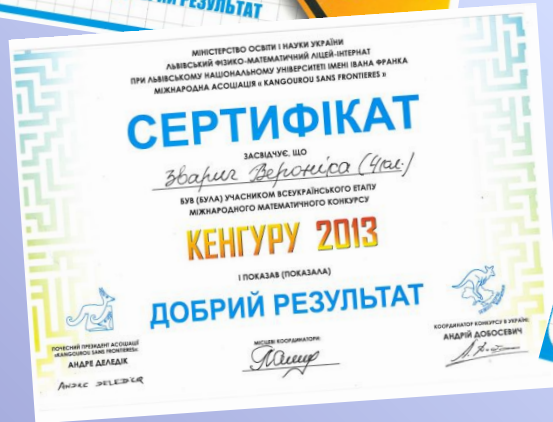 РЕЗУЛЬТАТ
МІНІСТЕРСТВО ОСВІТИ І НАУКИ УКРАЇНИ
ЛЬВІВСЬКИЙ ФІЗИКО-МАТЕМАТИЧНИЙ ЛІЦЕЙ-ІНТЕРНАТ
ПРИ ЛЬВІВСЬКОМУ НАЦІОНАЛЬНОМУ УНІВЕРСИТЕТІ ІМЕНІ ІВАНА ФРАНКА
МІЖНАРОДНА АСОЦІАЦІЯ « KANGOUROU SANS FRONTIERES »
СЕРТИФІКАТ
ЗАСВІДЧУЄ, ЩО
Зварич Вероніка (4кл.)
БУВ (БУЛА) УЧАСНИКОМ ВСЕУКРАЇНСЬКОГО ЕТАПУ
МІЖНАРОДНОГО МАТЕМАТИЧНОГО КОНКУРСУ
КЕНГУРУ 2013
І ПОКАЗАВ (ПОКАЗАЛА)
ДОБРИЙ РЕЗУЛЬТАТ
ПОЧЕСНИЙ ПРЕЗИДЕНТ АСОЦІАЦІЇ
«KANGOUROU SANS FRONTIERES»
АНДРЕ ДЕЛЕДІК
ANDRE DELEDICQ
МІСЦЕВІ КООРДИНАТОРИ:
КООРДИНАТОР КОНКУРСУ В УКРАЇНІ
АНДРІЙ ДОБОСЕВИЧ